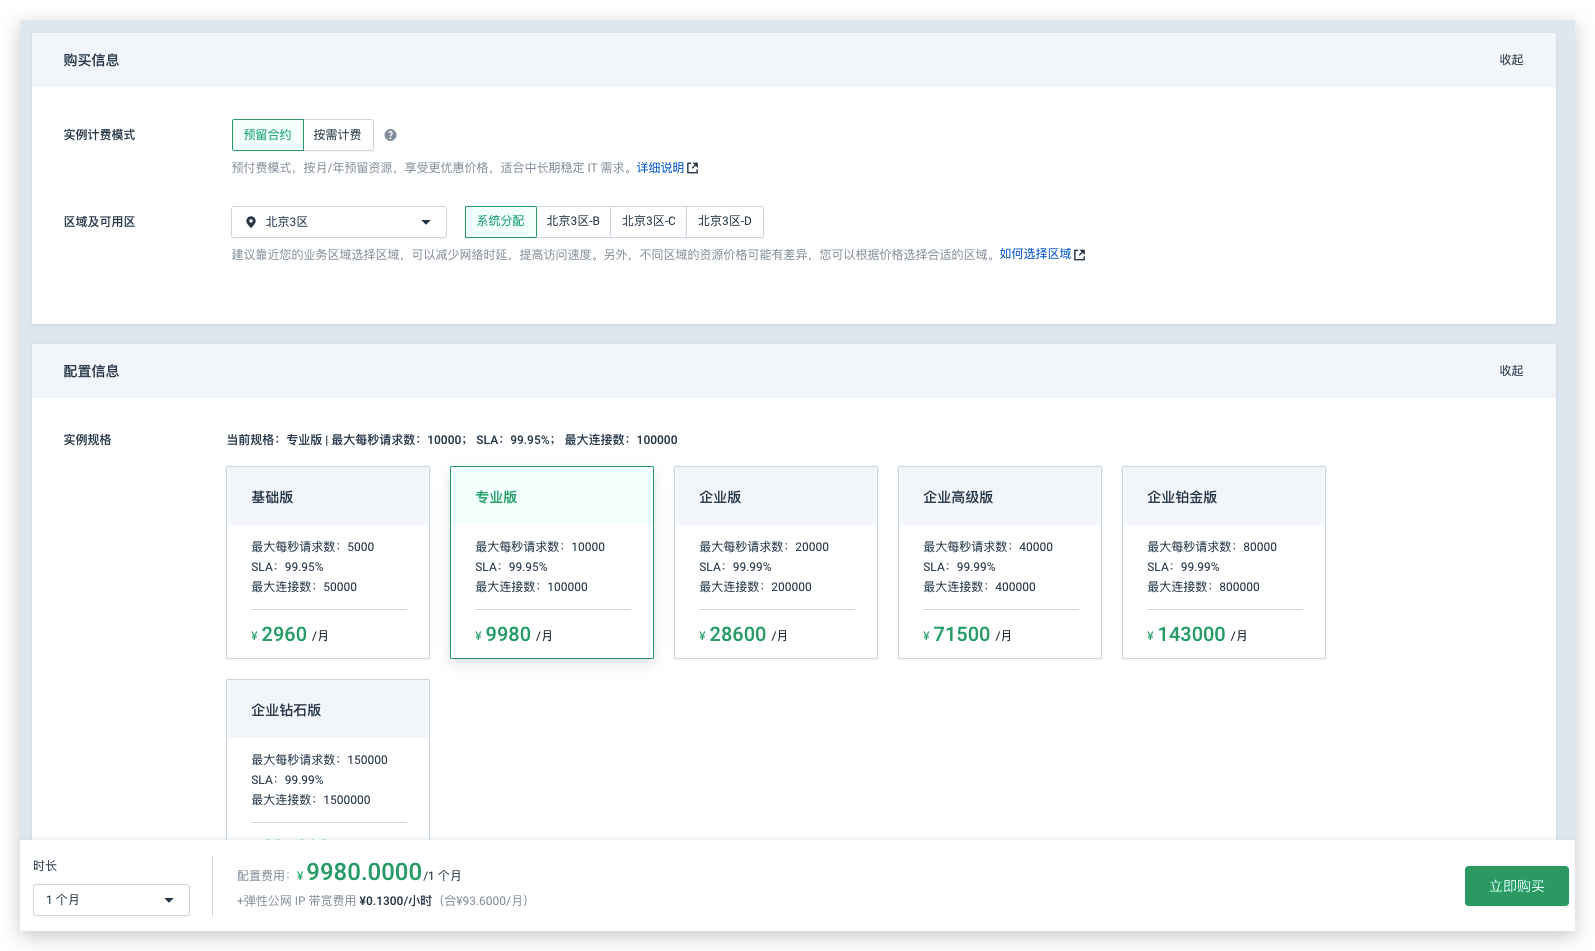 购买信息
收起
实例计费模式
预留合约
按需计费
预付费模式，按月/年预留资源，享受更优惠价格，适合中长期稳定 IT 需求。详细说明
区域及可用区
北京3区
系统分配
北京3区-B
北京3区-C
北京3区-D
建议靠近您的业务区域选择区域，可以减少网络时延，提高访问速度。另外，不同区域的资源价格可能有差异，您可以根据价格选择合适的区域。如何选择区域
配置信息
收起
实例规格
当前规格：专业版 | 最大每秒请求数：10000； SLA：99.95%； 最大连接数：100000
基础版
最大每秒请求数：5000
SLA：99.95%
最大连接数：50000
¥ 2960 /月
专业版
最大每秒请求数：10000
SLA：99.95%
最大连接数：100000
¥ 9980 /月
企业版
最大每秒请求数：20000
SLA：99.99%
最大连接数：200000
¥ 28600 /月
企业高级版
最大每秒请求数：40000
SLA：99.99%
最大连接数：400000
¥ 71500 /月
企业铂金版
最大每秒请求数：80000
SLA：99.99%
最大连接数：800000
¥ 143000 /月
企业钻石版
最大每秒请求数：150000
SLA：99.99%
最大连接数：1500000
时长
1 个月
配置费用：¥ 9980.0000/1 个月
+弹性公网 IP 带宽费用 ¥0.1300/小时（合¥93.6000/月）
立即购买